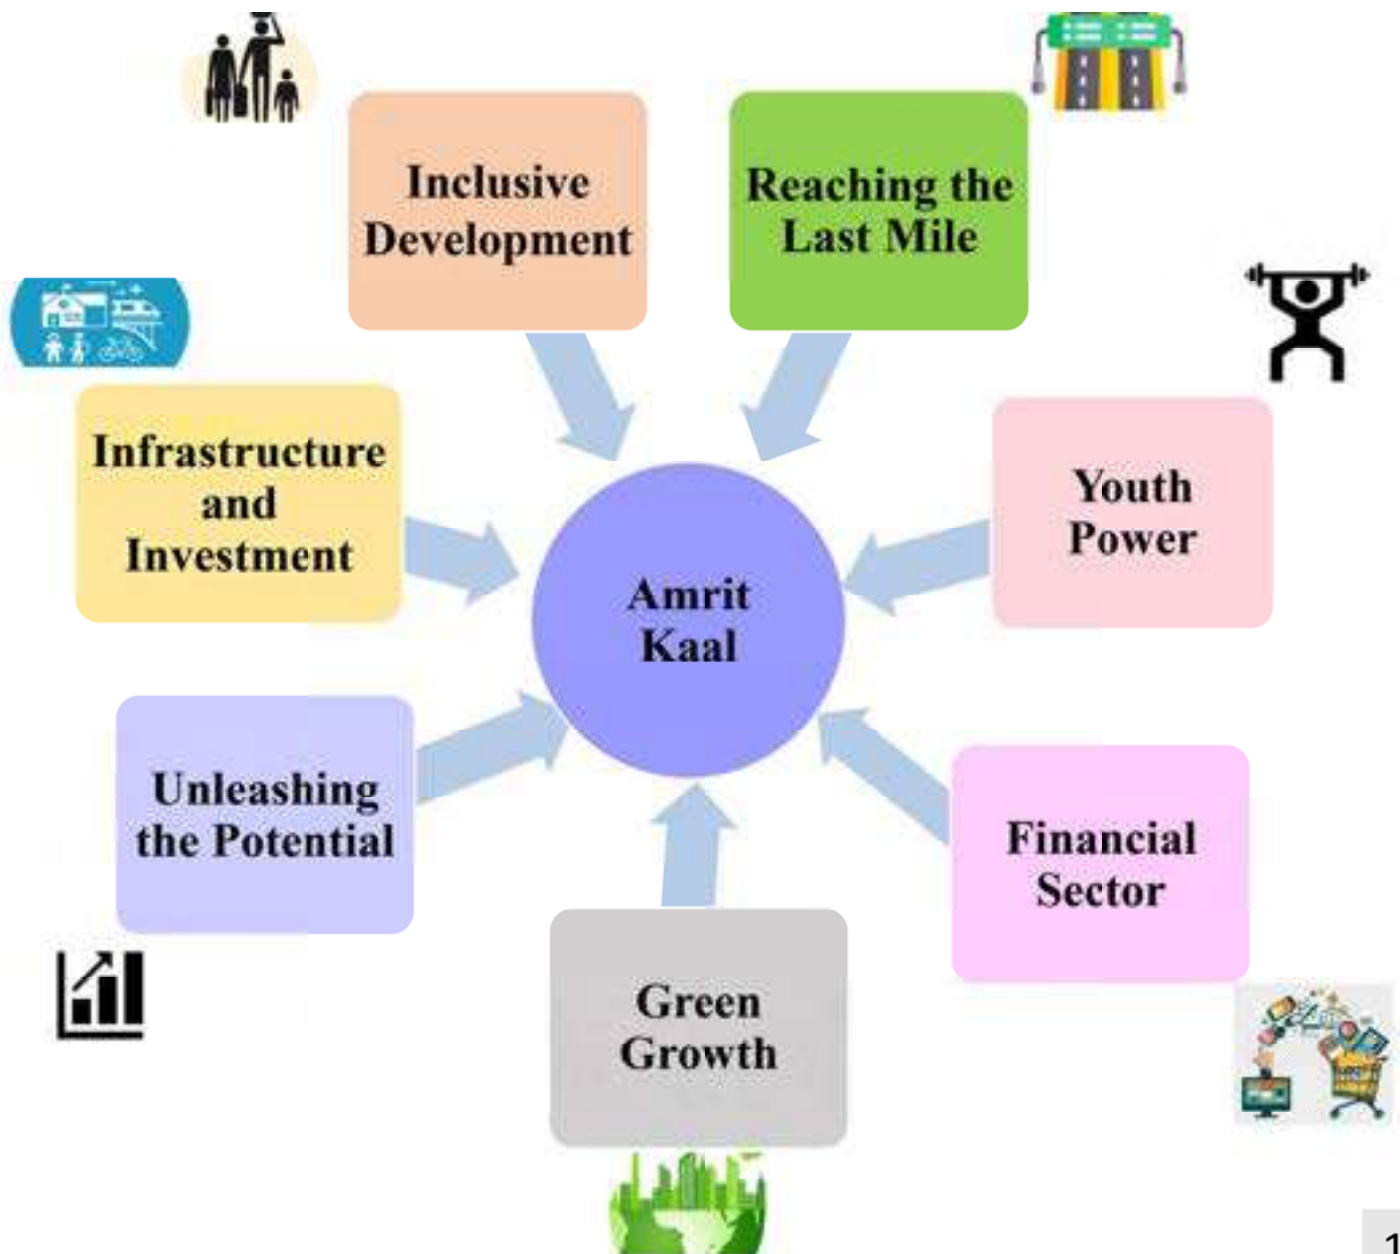 Inclusive
Development
Reaching the
Last Mile
Infrastructure
and
Investment
Youth
Power
Amrit
Kaal
Unleashing
the Potential
Financial
Sector
Green
Growth
1